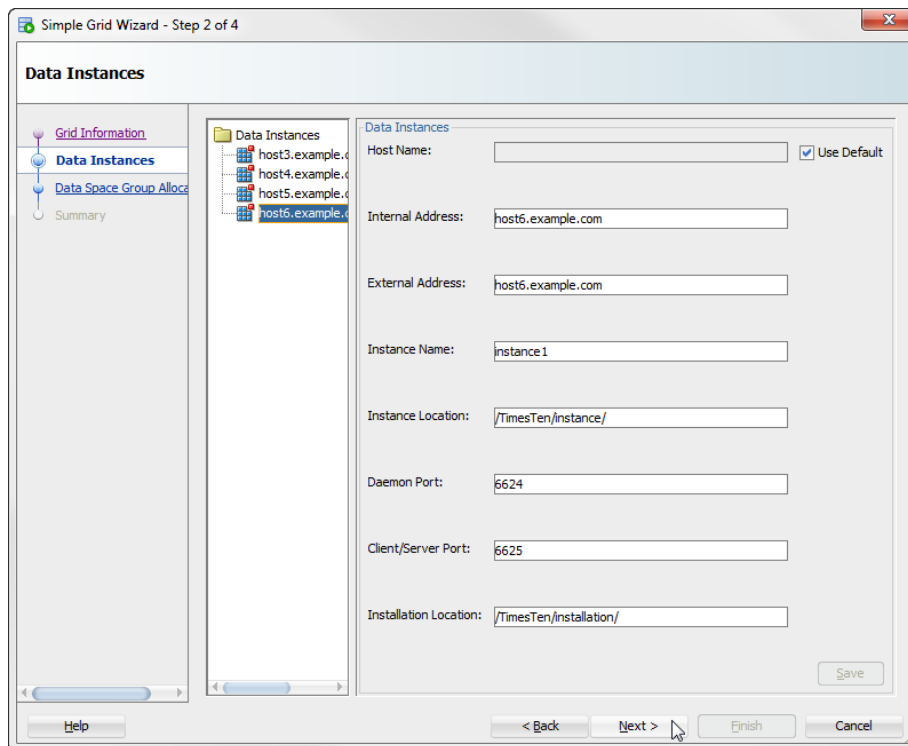 Simple Grid Wizard - Step 2 of 4
Data Instances
Grid Information
Data Instances
Data Space Group Alloca
Summary
Data Instances
host3.example.c
host4.example.c
host5.example.c
host6.example.c
Data Instances
Host Name:
Use Default
Internal Address:
host6.example.com
External Address:
host6.example.com
Instance Name:
instance1
Instance Location:
/TimesTen/instance/
Daemon Port:
6624
Client/Server Port:
6625
Installation Location:
/TimesTen/installation/
Save
Help
< Back
Next >
Finish
Cancel